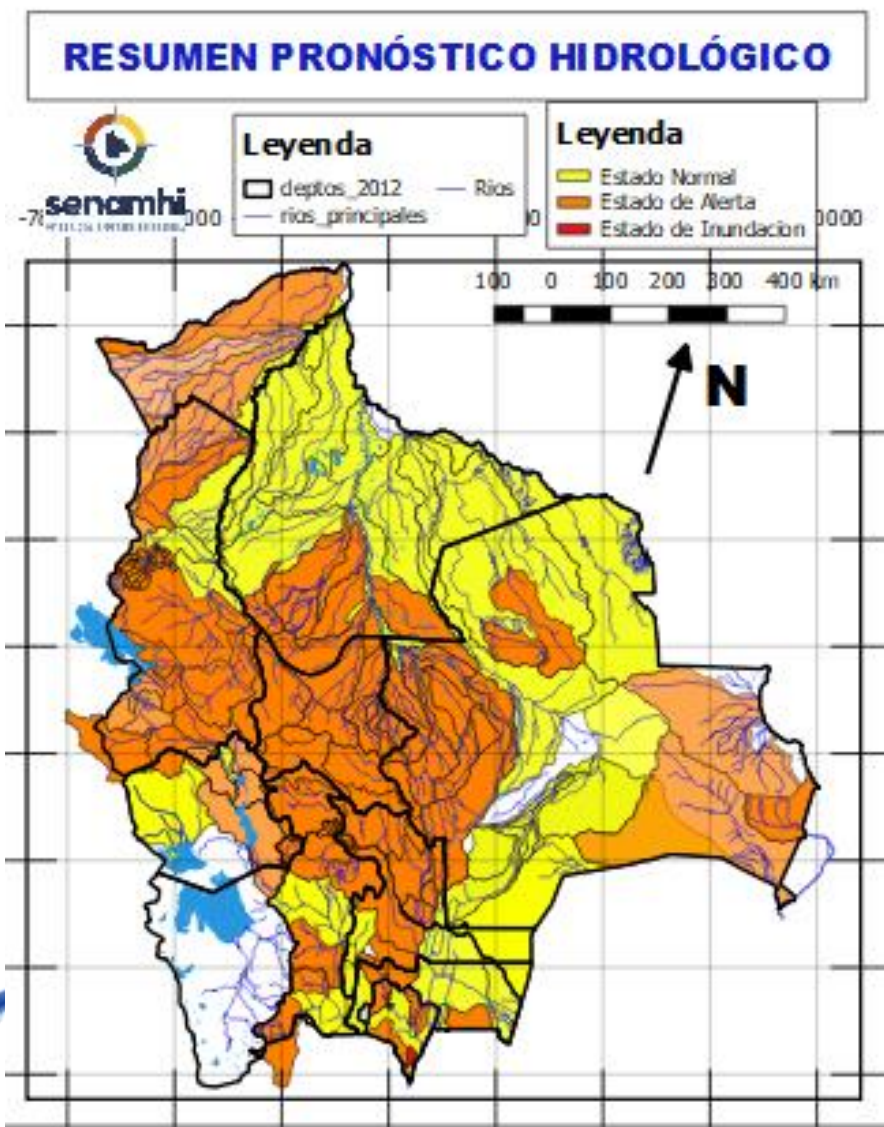 RESUMEN PRONÓSTICO HIDROLÓGICO
senamhi
Leyenda
deptos_2012
Rios
rios_principales
Leyenda
Estado Normal
Estado de Alerta
Estado de Inundacion
100 0 100 200 300 400 km
N